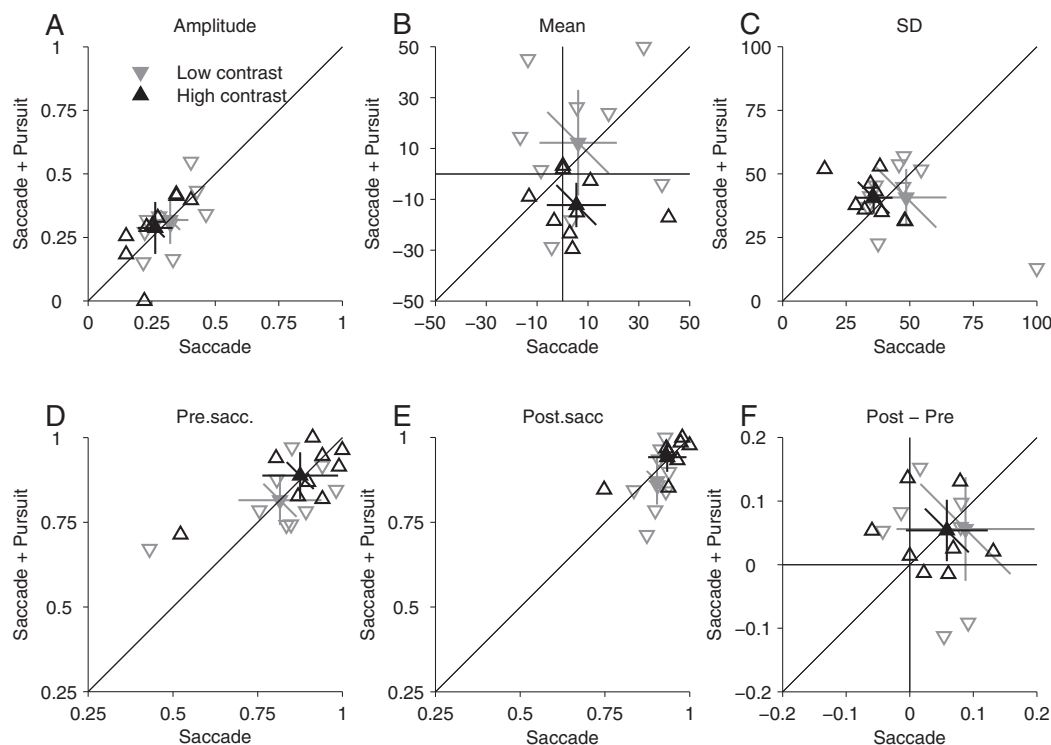 A
Amplitude
1
0.75
0.5
0.25
0
0
0.25
0.5
0.75
1
Saccade
Saccade + Pursuit
Low contrast
High contrast
B
Mean
50
30
10
−10
−30
−50
−50
−30
−10
10
30
50
Saccade
Saccade + Pursuit
C
SD
100
75
50
25
0
0
25
50
75
100
Saccade
Saccade + Pursuit
D
Pre.sacc.
1
0.75
0.5
0.25
0.25
0.5
0.75
1
Saccade
Saccade + Pursuit
E
Post.sacc
1
0.75
0.5
0.25
0.25
0.5
0.75
1
Saccade
Saccade + Pursuit
F
Post − Pre
0.2
0.1
0
−0.1
−0.2
−0.2
−0.1
0
0.1
0.2
Saccade
Saccade + Pursuit